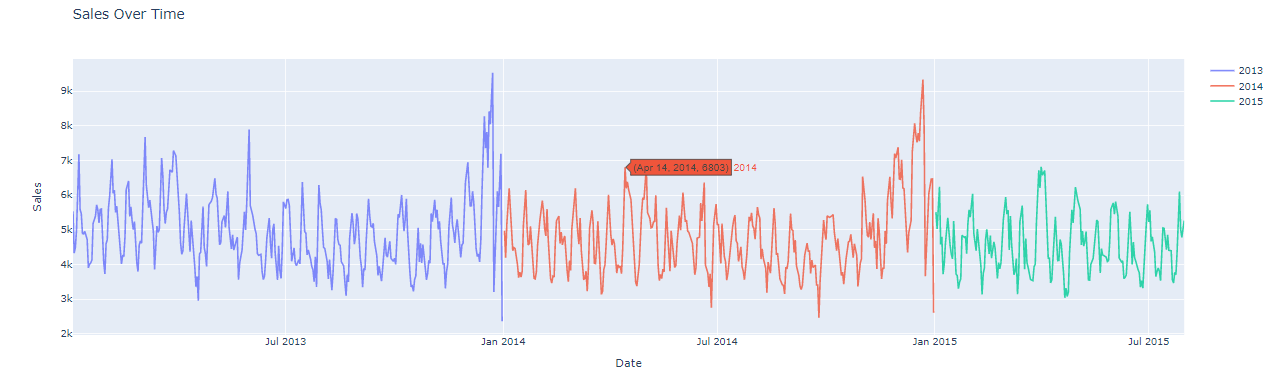 Sales Over Time
2013
2014
2015
9k
8k
7k
6k
5k
4k
3k
2k
Sales
(Apr 14, 2014, 6803) 2014
Jul 2013
Jan 2014
Jul 2014
Jan 2015
Jul 2015
Date